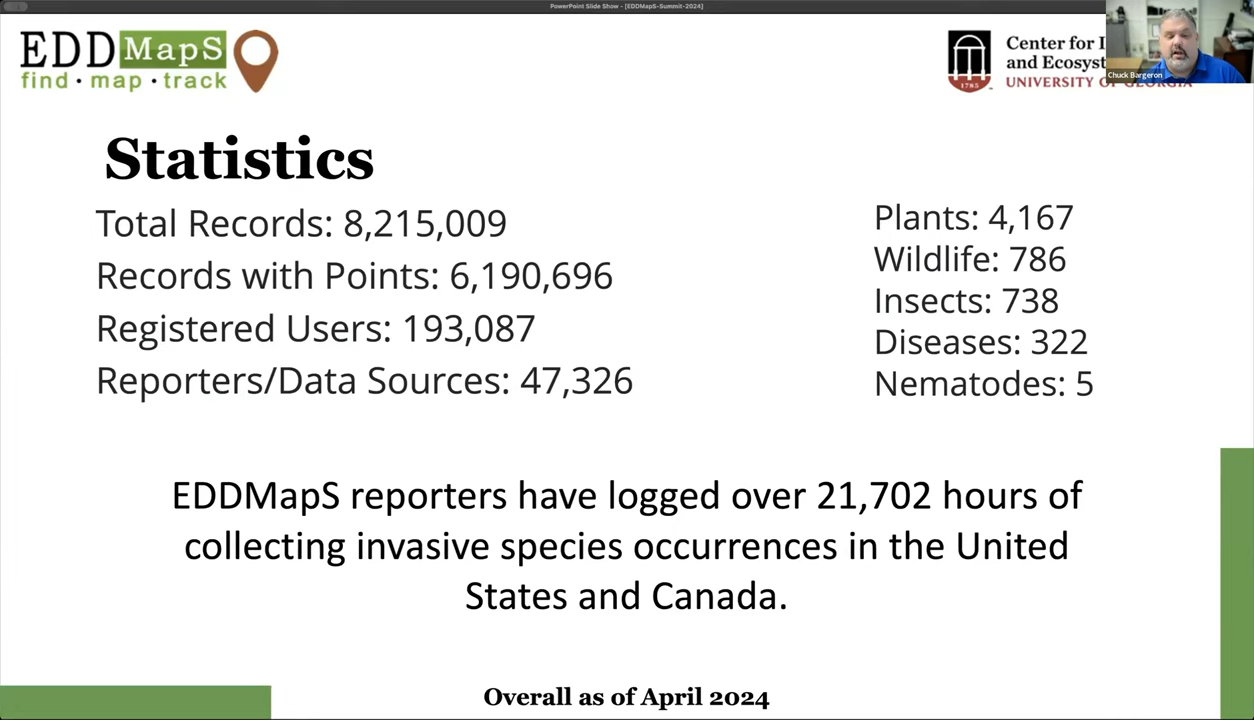 PowerPoint Slide Show - [EDDMapS-Summit-2024]
EDDMapS
find · map · track
Center for
and Ecosyst
UNIVERSITY OF GEORGIA
1785
Chuck Bargeron
Statistics
Total Records: 8,215,009
Records with Points: 6,190,696
Registered Users: 193,087
Reporters/Data Sources: 47,326
Plants: 4,167
Wildlife: 786
Insects: 738
Diseases: 322
Nematodes: 5
EDDMapS reporters have logged over 21,702 hours of
collecting invasive species occurrences in the United
States and Canada.
Overall as of April 2024